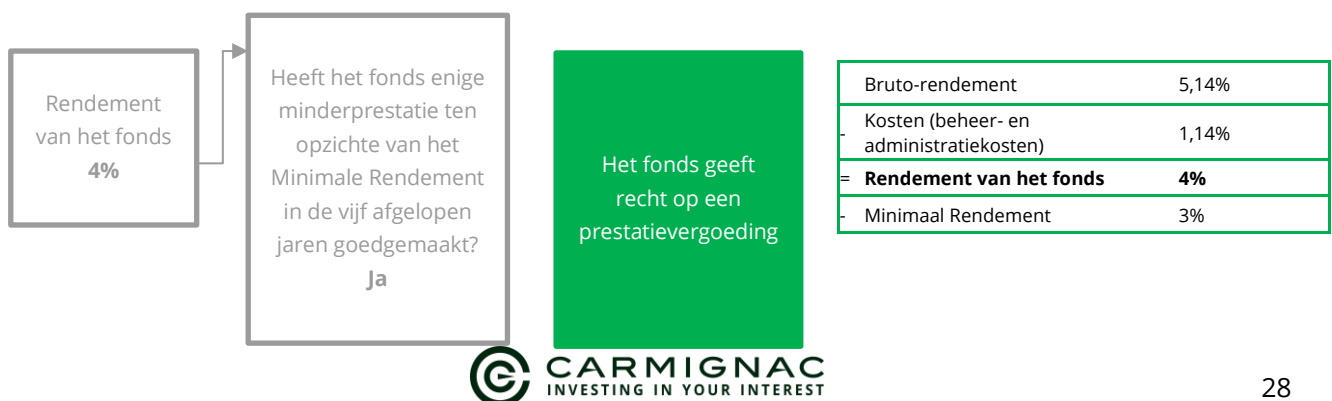 Rendement
van het fonds
4%
Heeft het fonds enige
minderprestatie ten
opzichte van het
Minimale Rendement
in de vijf afgelopen
jaren goedgemaakt?
Ja
Het fonds geeft
recht op een
prestatievergoeding
Bruto-rendement 5,14%
- Kosten (beheer- en
administratiekosten) 1,14%
= Rendement van het fonds 4%
- Minimaal Rendement 3%
CARMIGNAC
INVESTING IN YOUR INTEREST
28